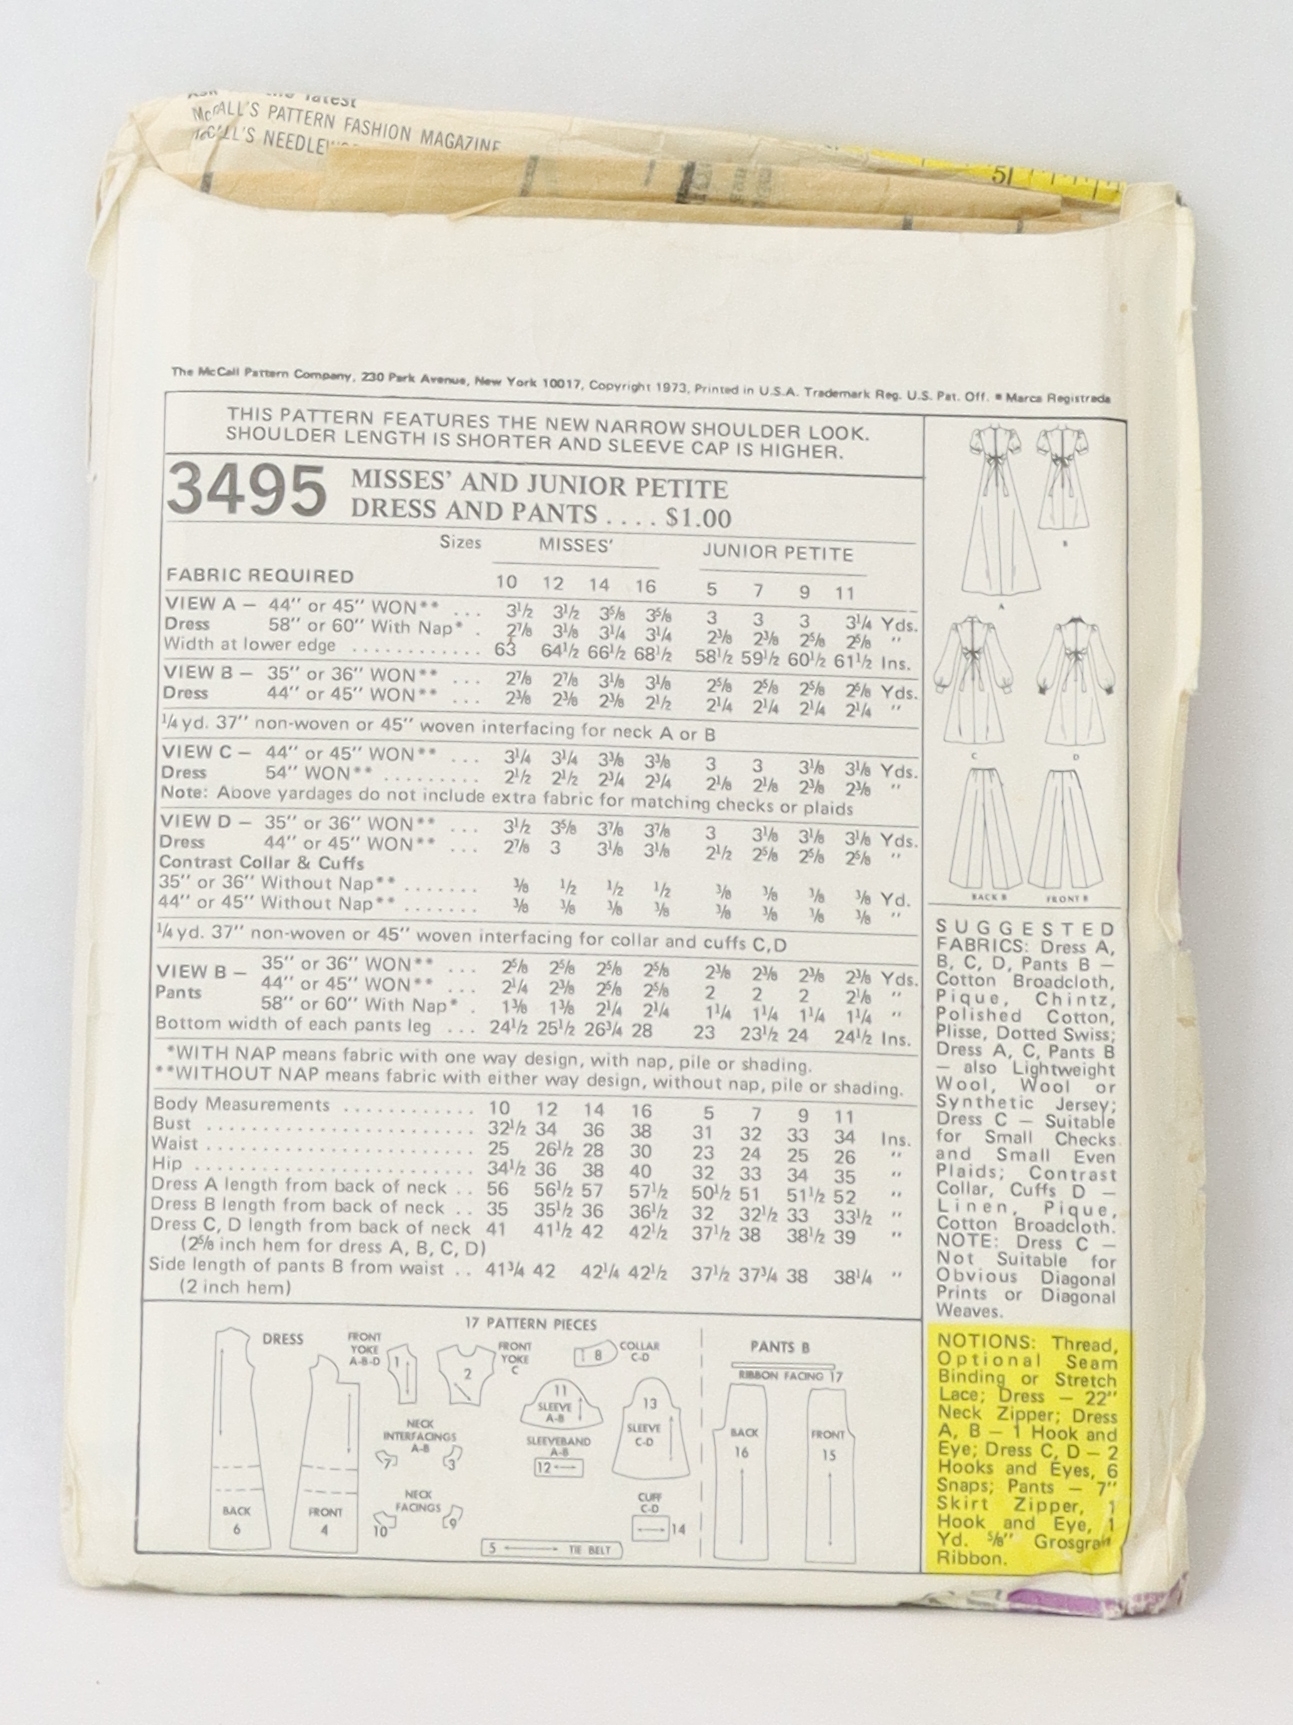 the latest
McCALL'S PATTERN FASHION MAGAZINE
5
The McCall Pattern Company, 230 Park Avenue, New York 10017, Copyright 1973, Printed in U.S.A. Trademark Reg. U.S. Pat. Off. ■ Marca Registrada
THIS PATTERN FEATURES THE NEW NARROW SHOULDER LOOK.
SHOULDER LENGTH IS SHORTER AND SLEEVE CAP IS HIGHER.
3495 MISSES' AND JUNIOR PETITE
DRESS AND PANTS .... $1.00
Sizes MISSES' JUNIOR PETITE
FABRIC REQUIRED 10 12 14 16 5 7 9 11
VIEW A – 44" or 45" WON** ... 3½ 3½ 3⅝ 3⅝ 3 3 3 3¼ Yds.
Dress 58" or 60" With Nap* . 2⅞ 3⅛ 3¼ 3¼ 2⅜ 2⅜ 2⅝ 2⅝ "
Width at lower edge ............ 63 64½ 66½ 68½ 58½ 59½ 60½ 61½ Ins.
VIEW B – 35" or 36" WON** ... 2⅞ 2⅞ 3⅛ 3⅛ 2⅝ 2⅝ 2⅝ 2⅝ Yds.
Dress 44" or 45" WON** ... 2⅜ 2⅜ 2⅜ 2½ 2¼ 2¼ 2¼ 2¼ "
¼ yd. 37" non-woven or 45" woven interfacing for neck A or B
VIEW C – 44" or 45" WON** ... 3¼ 3¼ 3⅜ 3⅜ 3 3 3⅛ 3⅛ Yds.
Dress 54" WON** ......... 2½ 2½ 2¾ 2¾ 2⅛ 2⅛ 2⅜ 2⅜ "
Note: Above yardages do not include extra fabric for matching checks or plaids
VIEW D – 35" or 36" WON** ... 3½ 3⅝ 3⅞ 3⅞ 3 3⅛ 3⅛ 3⅛ Yds.
Dress 44" or 45" WON** ... 2⅞ 3 3⅛ 3⅛ 2½ 2⅝ 2⅝ 2⅝ "
Contrast Collar & Cuffs
35" or 36" Without Nap** ....... ⅜ ½ ½ ½ ⅜ ⅜ ⅜ ⅜ Yd.
44" or 45" Without Nap** ....... ⅜ ⅜ ⅜ ⅜ ⅜ ⅜ ⅜ ⅜ "
¼ yd. 37" non-woven or 45" woven interfacing for collar and cuffs C,D
VIEW B – 35" or 36" WON** ... 2⅝ 2⅝ 2⅝ 2⅝ 2⅜ 2⅜ 2⅜ 2⅜ Yds.
Pants 44" or 45" WON** ... 2¼ 2⅜ 2⅝ 2⅝ 2 2 2 2⅛ "
58" or 60" With Nap* . 1⅜ 1⅜ 2¼ 2¼ 1¼ 1¼ 1¼ 1¼ "
Bottom width of each pants leg ... 24½ 25½ 26¾ 28 23 23½ 24 24½ Ins.
*WITH NAP means fabric with one way design, with nap, pile or shading.
**WITHOUT NAP means fabric with either way design, without nap, pile or shading.
Body Measurements ............ 10 12 14 16 5 7 9 11
Bust ........................ 32½ 34 36 38 31 32 33 34 Ins.
Waist ........................ 25 26½ 28 30 23 24 25 26 "
Hip ......................... 34½ 36 38 40 32 33 34 35 "
Dress A length from back of neck .. 56 56½ 57 57½ 50½ 51 51½ 52 "
Dress B length from back of neck .. 35 35½ 36 36½ 32 32½ 33 33½ "
Dress C, D length from back of neck 41 41½ 42 42½ 37½ 38 38½ 39 "
(2⅝ inch hem for dress A, B, C, D)
Side length of pants B from waist .. 41¾ 42 42¼ 42½ 37½ 37¾ 38 38¼ "
(2 inch hem)
17 PATTERN PIECES
DRESS
BACK
6
FRONT
4
FRONT
YOKE
A-B-D
1
2
FRONT
YOKE
C
8
COLLAR
C-D
NECK
INTERFACINGS
A-B
7
3
11
SLEEVE
A-B
SLEEVEBAND
A-B
12
13
SLEEVE
C-D
NECK
FACINGS
10
9
CUFF
C-D
14
5 TIE BELT
PANTS B
RIBBON FACING 17
BACK
16
FRONT
15
A
B
C
D
BACK B
FRONT B
SUGGESTED
FABRICS: Dress A,
B, C, D, Pants B –
Cotton Broadcloth,
Pique, Chintz,
Polished Cotton,
Plisse, Dotted Swiss;
Dress A, C, Pants B
– also Lightweight
Wool, Wool or
Synthetic Jersey;
Dress C – Suitable
for Small Checks
and Small Even
Plaids; Contrast
Collar, Cuffs D –
Linen, Pique,
Cotton Broadcloth.
NOTE: Dress C –
Not Suitable for
Obvious Diagonal
Prints or Diagonal
Weaves.
NOTIONS: Thread,
Optional Seam
Binding or Stretch
Lace; Dress – 22"
Neck Zipper; Dress
A, B – 1 Hook and
Eye; Dress C, D – 2
Hooks and Eyes, 6
Snaps; Pants – 7"
Skirt Zipper, 1
Hook and Eye, 1
Yd. ⅝" Grosgrain
Ribbon.